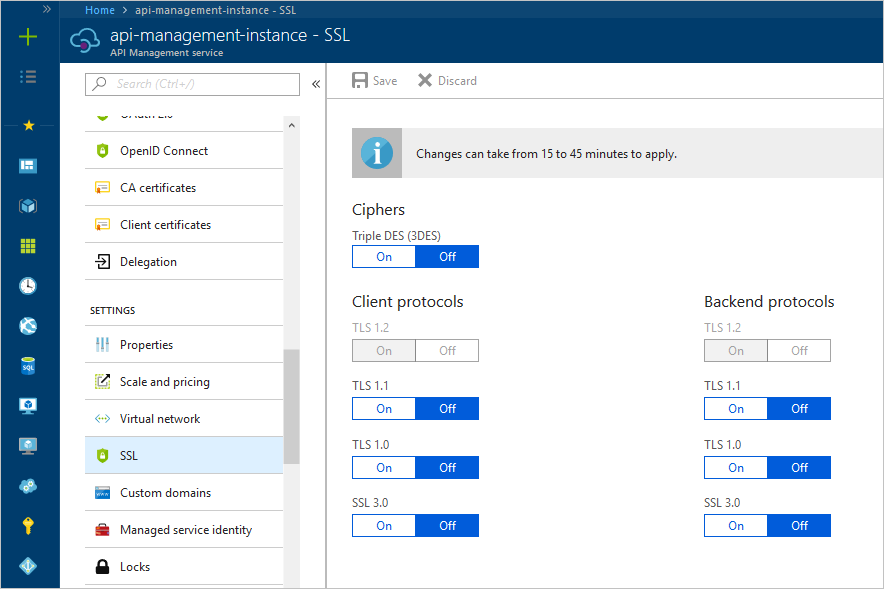 Home > api-management-instance - SSL
api-management-instance - SSL
API Management service
Search (Ctrl+/)
OAuth 2.0
OpenID Connect
CA certificates
Client certificates
Delegation
SETTINGS
Properties
Scale and pricing
Virtual network
SSL
Custom domains
Managed service identity
Locks
Save Discard
Changes can take from 15 to 45 minutes to apply.
Ciphers
Triple DES (3DES)
On Off
Client protocols
TLS 1.2
On Off
TLS 1.1
On Off
TLS 1.0
On Off
SSL 3.0
On Off
Backend protocols
TLS 1.2
On Off
TLS 1.1
On Off
TLS 1.0
On Off
SSL 3.0
On Off
SQL